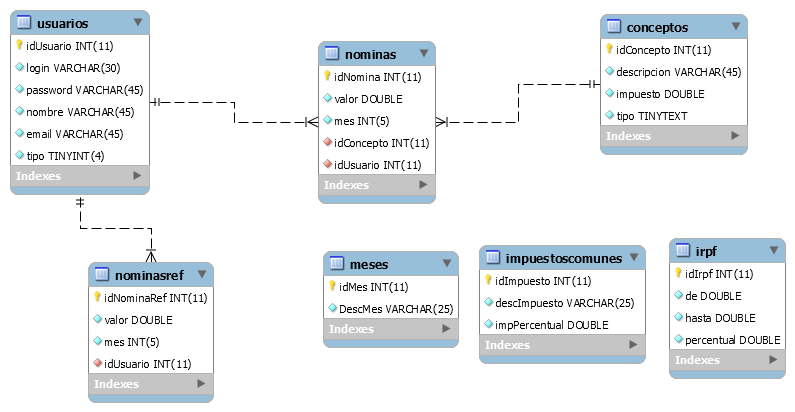 usuarios
idUsuario INT(11)
login VARCHAR(30)
password VARCHAR(45)
nombre VARCHAR(45)
email VARCHAR(45)
tipo TINYINT(4)
Indexes
nominas
idNomina INT(11)
valor DOUBLE
mes INT(5)
idConcepto INT(11)
idUsuario INT(11)
Indexes
conceptos
idConcepto INT(11)
descripcion VARCHAR(45)
impuesto DOUBLE
tipo TINYTEXT
Indexes
nominasref
idNominaRef INT(11)
valor DOUBLE
mes INT(5)
idUsuario INT(11)
Indexes
meses
idMes INT(11)
DescMes VARCHAR(25)
Indexes
impuestoscomunes
idImpuesto INT(11)
descImpuesto VARCHAR(25)
impPercentual DOUBLE
Indexes
irpf
idIrpf INT(11)
de DOUBLE
hasta DOUBLE
percentual DOUBLE
Indexes